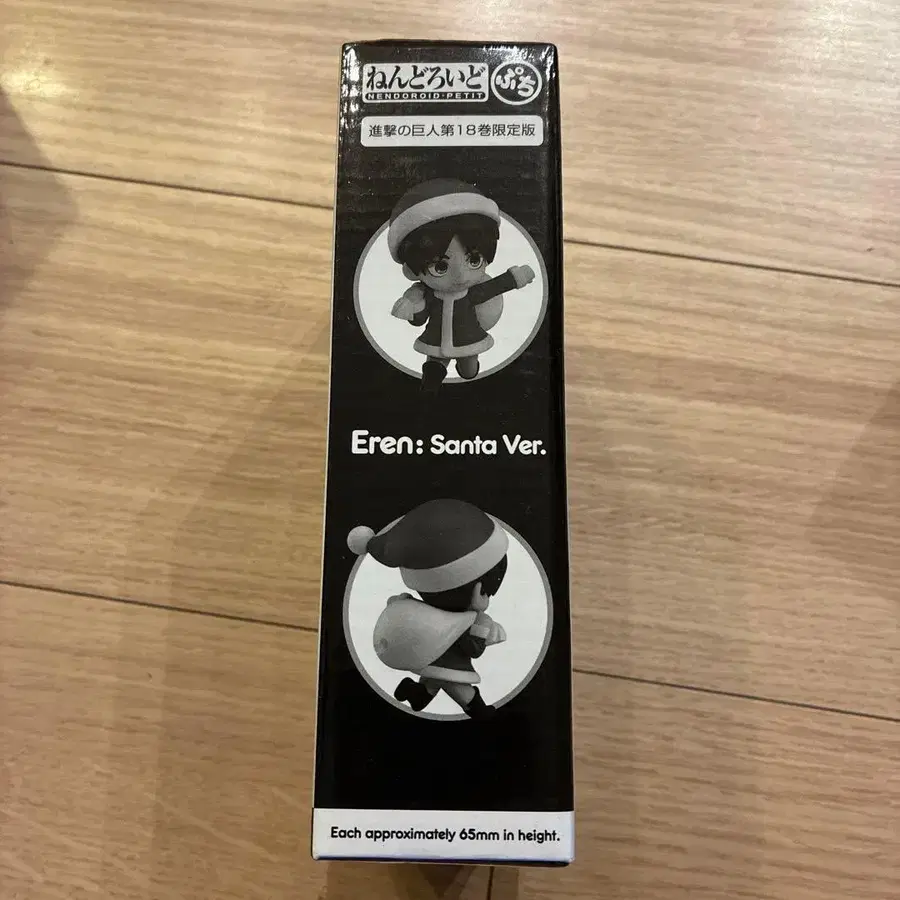 ねんどろいど ぷち
NENDOROID・PETIT
進撃の巨人第18巻限定版
Eren: Santa Ver.
Each approximately 65mm in height.